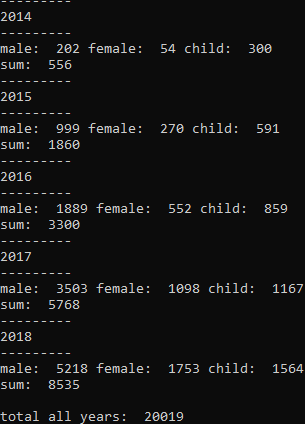 ---------
2014
---------
male:  202 female:  54 child:  300
sum:  556
---------
2015
---------
male:  999 female:  270 child:  591
sum:  1860
---------
2016
---------
male:  1889 female:  552 child:  859
sum:  3300
---------
2017
---------
male:  3503 female:  1098 child:  1167
sum:  5768
---------
2018
---------
male:  5218 female:  1753 child:  1564
sum:  8535

total all years:  20019